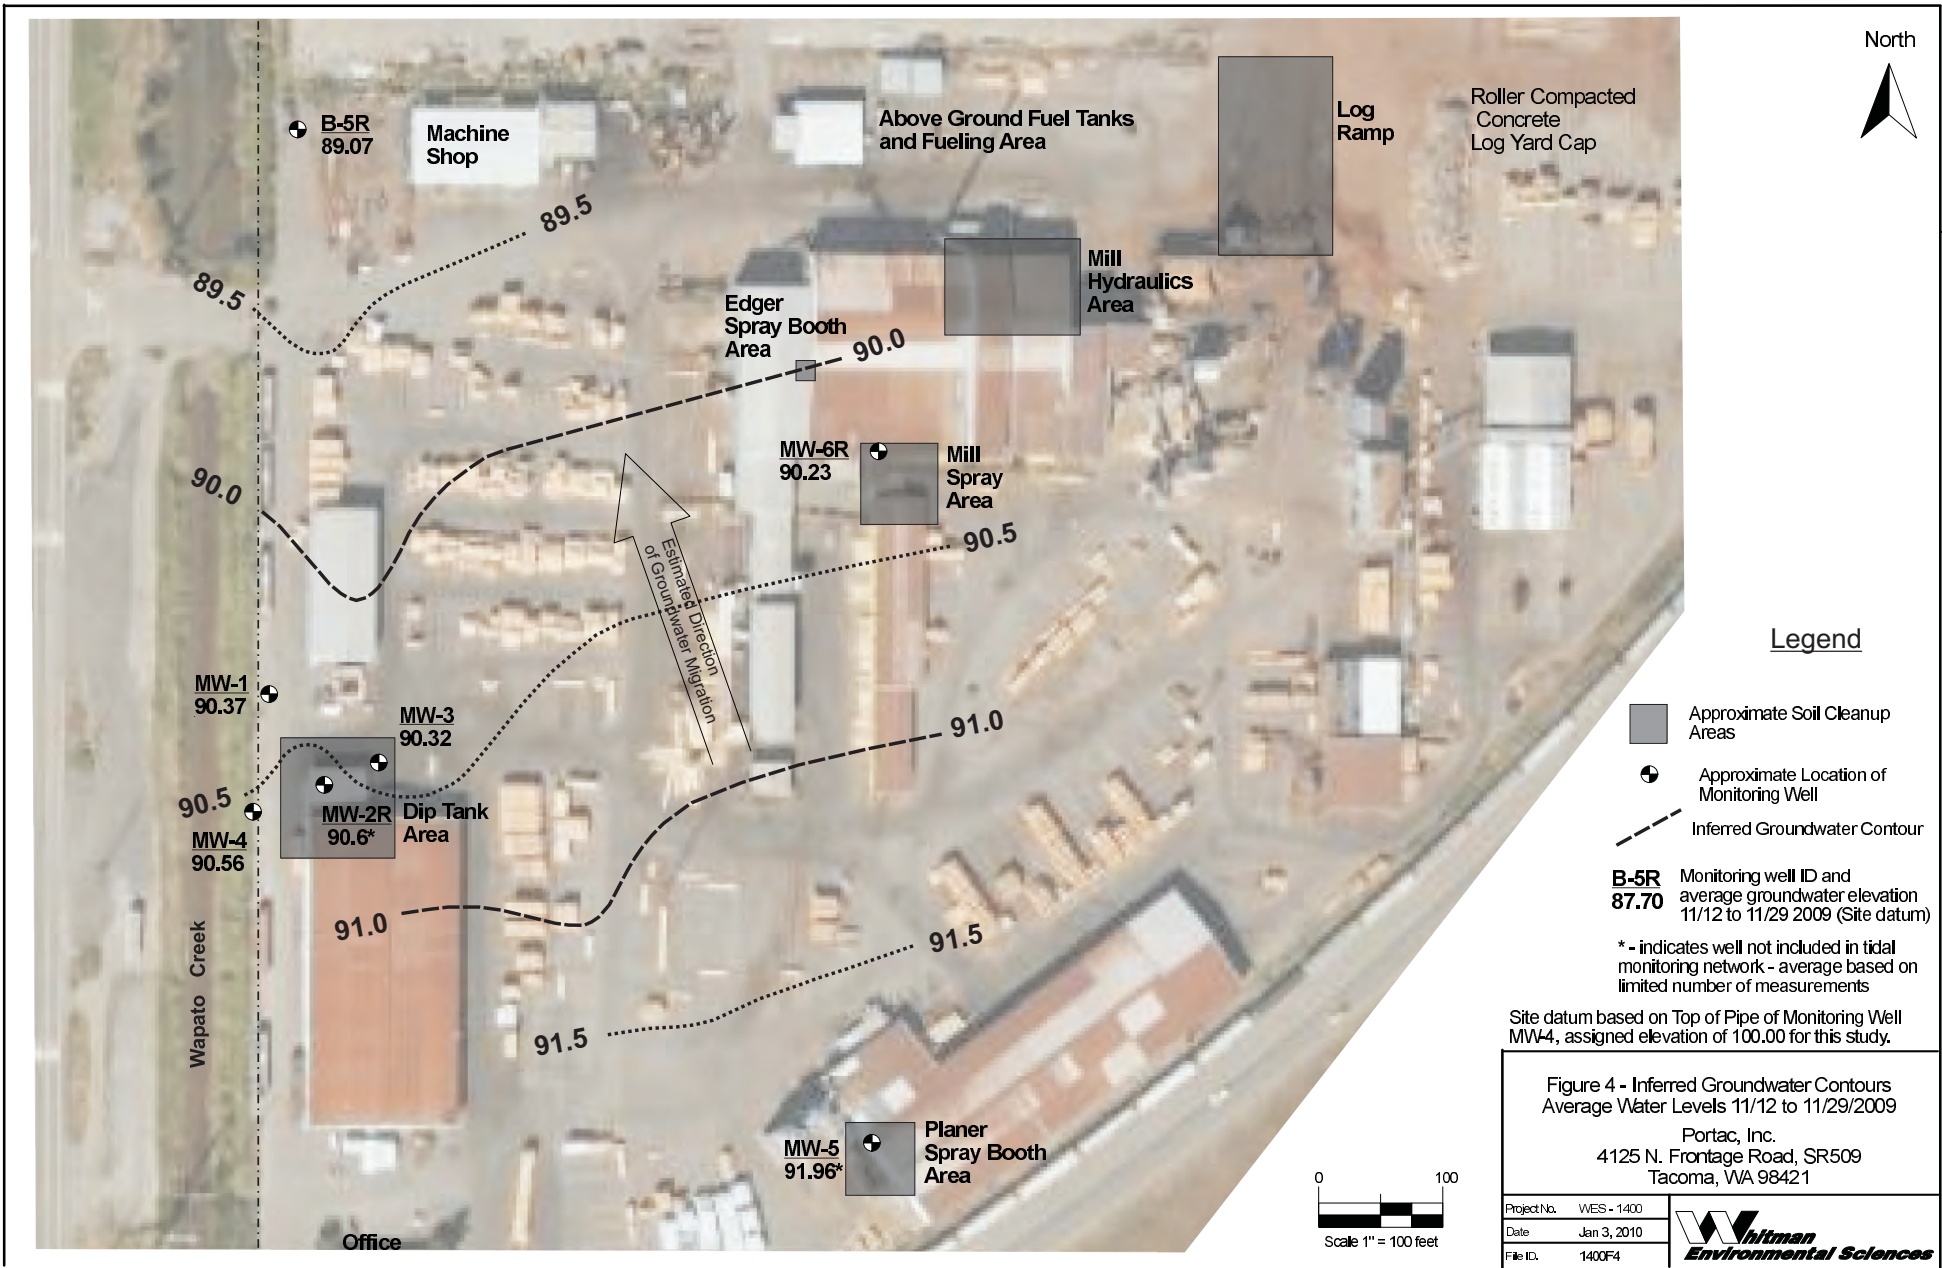 North
B-5R
89.07
Machine
Shop
Above Ground Fuel Tanks
and Fueling Area
Log
Ramp
Roller Compacted
Concrete
Log Yard Cap
89.5
89.5
Mill
Hydraulics
Area
Edger
Spray Booth
Area
90.0
90.0
MW-6R
90.23
Mill
Spray
Area
90.5
Estimated Direction
of Groundwater Migration
MW-1
90.37
MW-3
90.32
91.0
90.5
MW-2R
90.6*
Dip Tank
Area
MW-4
90.56
91.0
91.5
91.5
Wapato Creek
MW-5
91.96*
Planer
Spray Booth
Area
Office
Legend
Approximate Soil Cleanup
Areas
Approximate Location of
Monitoring Well
Inferred Groundwater Contour
B-5R
87.70
Monitoring well ID and
average groundwater elevation
11/12 to 11/29 2009 (Site datum)
* - indicates well not included in tidal
monitoring network - average based on
limited number of measurements
Site datum based on Top of Pipe of Monitoring Well
MW-4, assigned elevation of 100.00 for this study.
0 100
Scale 1" = 100 feet
Figure 4 - Inferred Groundwater Contours
Average Water Levels 11/12 to 11/29/2009
Portac, Inc.
4125 N. Frontage Road, SR509
Tacoma, WA 98421
Project No. WES - 1400
Date Jan 3, 2010
File ID. 1400F4
Whitman
Environmental Sciences